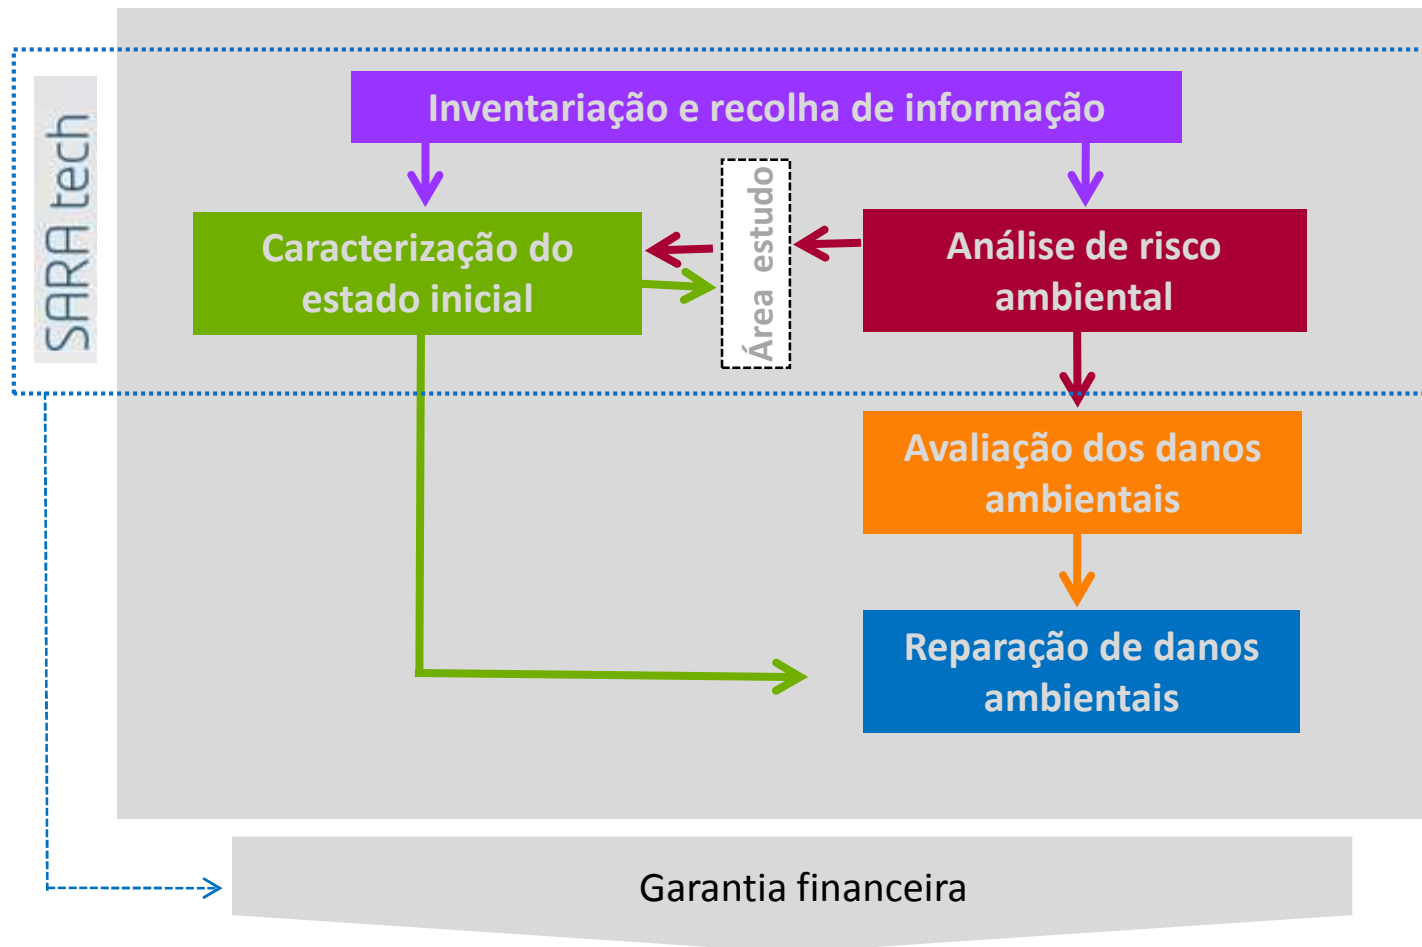 Inventariação e recolha de informação
SARA tech
Caracterização do
estado inicial
Área estudo
Análise de risco
ambiental
Avaliação dos danos
ambientais
Reparação de danos
ambientais
Garantia financeira